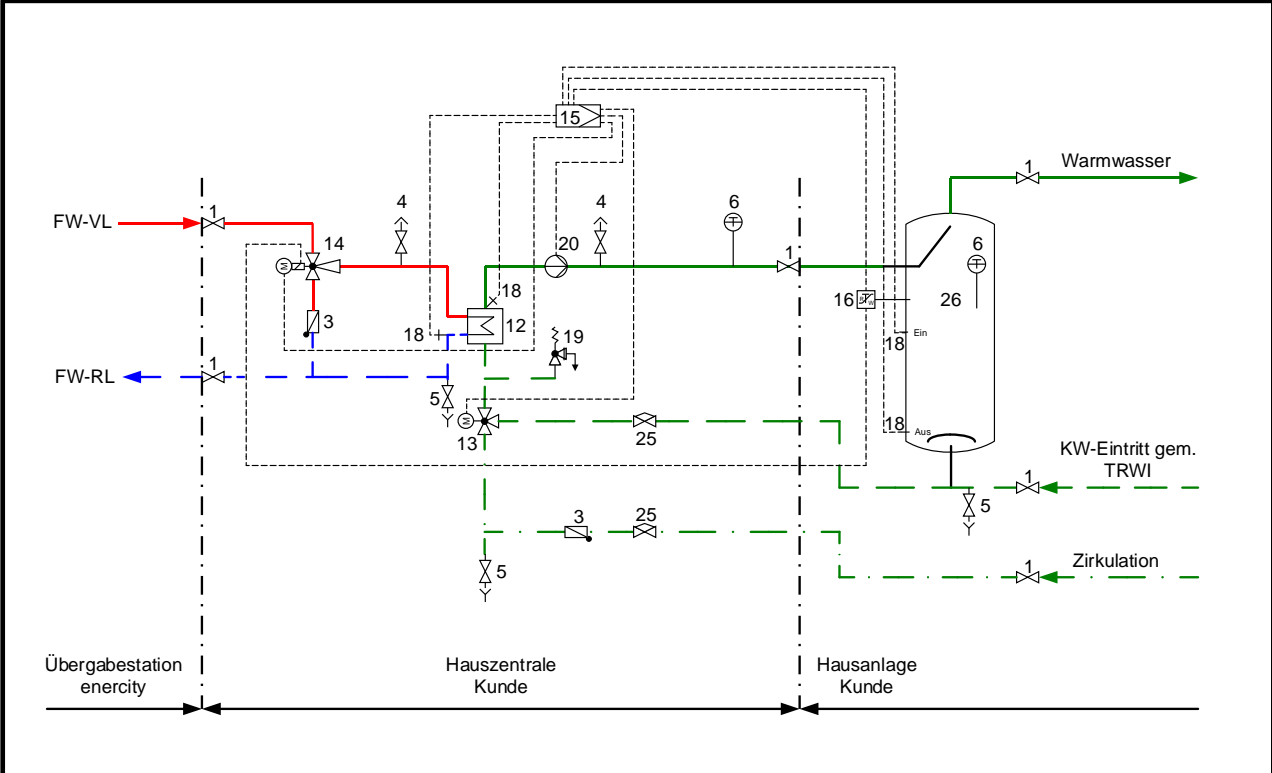 15
Warmwasser
1
FW-VL
1
4
4
6
14
20
6
M
T
T
18
16
T
W
26
3
18
12
19
Ein
18
FW-RL
1
5
1
M
13
25
18
Aus
KW-Eintritt gem.
TRWI
1
5
3
25
5
1
Zirkulation
Übergabestation
enercity
Hauszentrale
Kunde
Hausanlage
Kunde